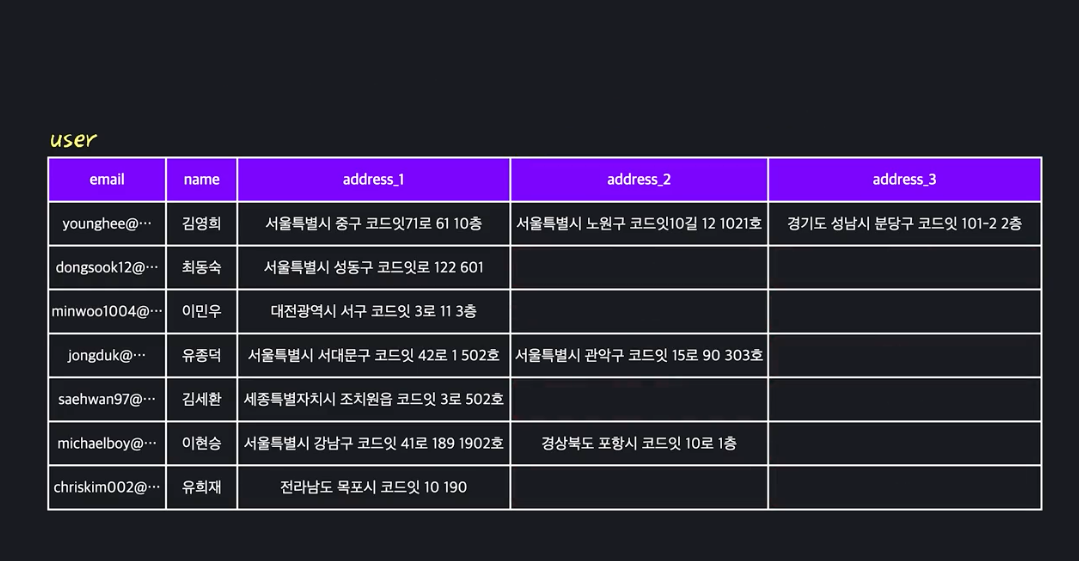 user
email name address_1 address_2 address_3
younghee@⋯ 김영희 서울특별시 중구 코드잇71로 61 10층 서울특별시 노원구 코드잇10길 12 1021호 경기도 성남시 분당구 코드잇 101-2 2층
dongsook12@⋯ 최동숙 서울특별시 성동구 코드잇로 122 601
minwoo1004@⋯ 이민우 대전광역시 서구 코드잇 3로 11 3층
jongduk@⋯ 유종덕 서울특별시 서대문구 코드잇 42로 1 502호 서울특별시 관악구 코드잇 15로 90 303호
saehwan97@⋯ 김세환 세종특별자치시 조치원읍 코드잇 3로 502호
michaelboy@⋯ 이현승 서울특별시 강남구 코드잇 41로 189 1902호 경상북도 포항시 코드잇 10로 1층
chriskim002@⋯ 유희재 전라남도 목포시 코드잇 10 190